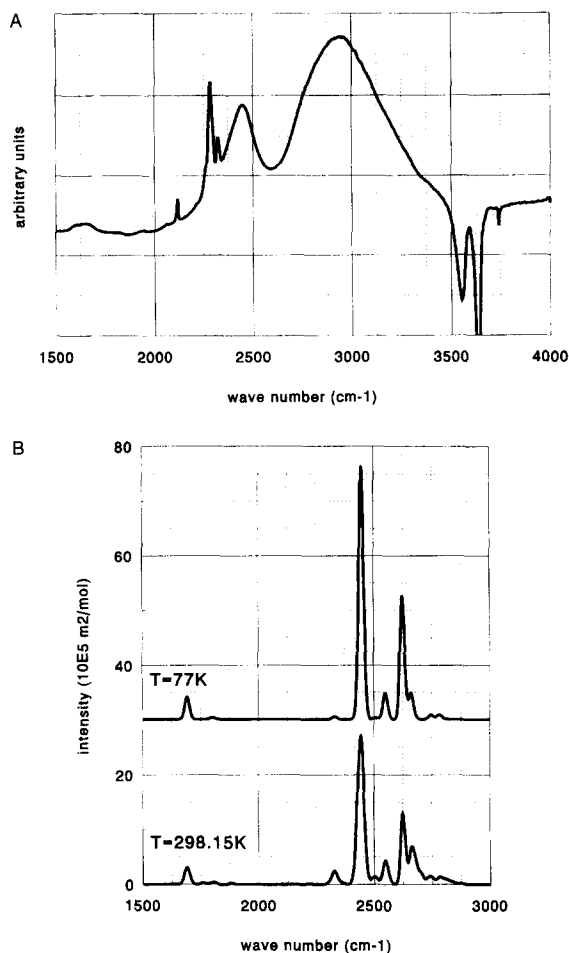 A
arbitrary units
1500 2000 2500 3000 3500 4000
wave number (cm-1)
B
80
60
40
20
0
intensity (10E5 m2/mol)
T=77K
T=298.15K
1500 2000 2500 3000
wave number (cm-1)